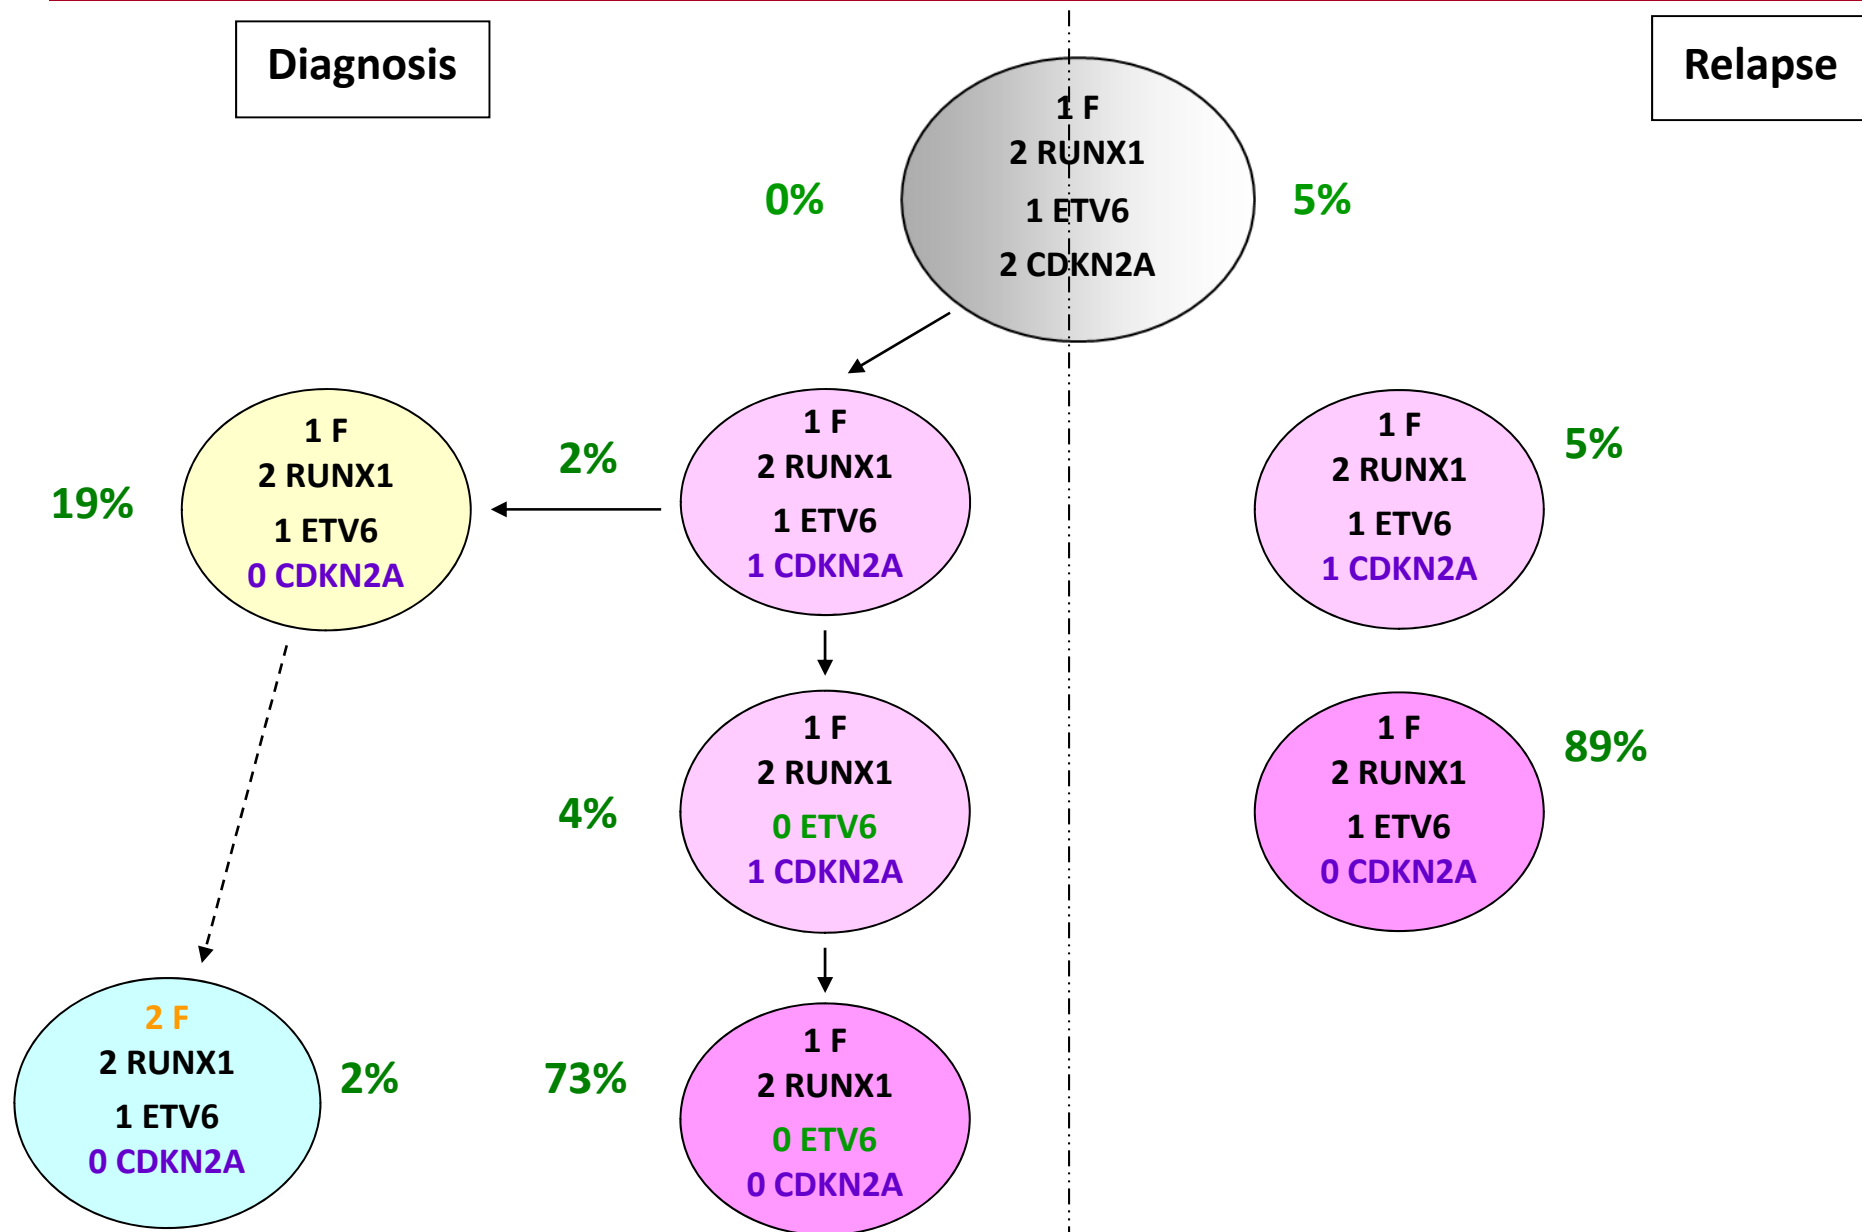 Diagnosis
Relapse
1 F
2 RUNX1
1 ETV6
2 CDKN2A
0%
5%
1 F
2 RUNX1
1 ETV6
0 CDKN2A
19%
2%
1 F
2 RUNX1
1 ETV6
1 CDKN2A
1 F
2 RUNX1
1 ETV6
1 CDKN2A
5%
1 F
2 RUNX1
0 ETV6
1 CDKN2A
4%
1 F
2 RUNX1
1 ETV6
0 CDKN2A
89%
2 F
2 RUNX1
1 ETV6
0 CDKN2A
2%
73%
1 F
2 RUNX1
0 ETV6
0 CDKN2A